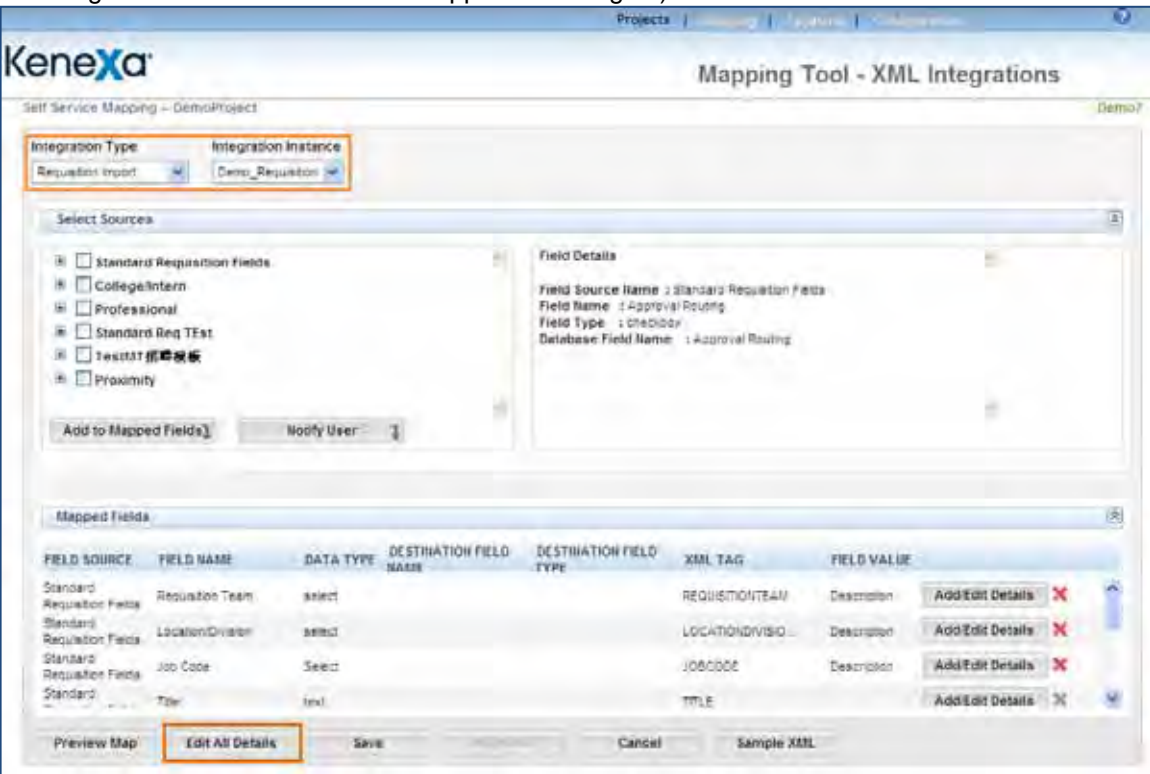 Projects |
Kenexa
Mapping Tool - XML Integrations
Self Service Mapping – DemoProject
Demo7
Integration Type Integration Instance
Requisition Import Demo_Requisition
Select Sources
Standard Requisition Fields
College/Intern
Professional
Standard Req TEst
Proximity
Add to Mapped Fields Notify User
Field Details
Field Source Name : Standard Requisition Fields
Field Name : Approval Routing
Field Type : checkbox
Database Field Name : Approval Routing
Mapped Fields
FIELD SOURCE FIELD NAME DATA TYPE DESTINATION FIELD NAME DESTINATION FIELD TYPE XML TAG FIELD VALUE
Standard Requisition Fields Requisition Team select REQUISITIONTEAM Description Add/Edit Details
Standard Requisition Fields Location/Division select LOCATIONDIVISIO... Description Add/Edit Details
Standard Requisition Fields Job Code Select JOBCODE Description Add/Edit Details
Standard Title text TITLE Add/Edit Details
Preview Map Edit All Details Save Cancel Sample XML